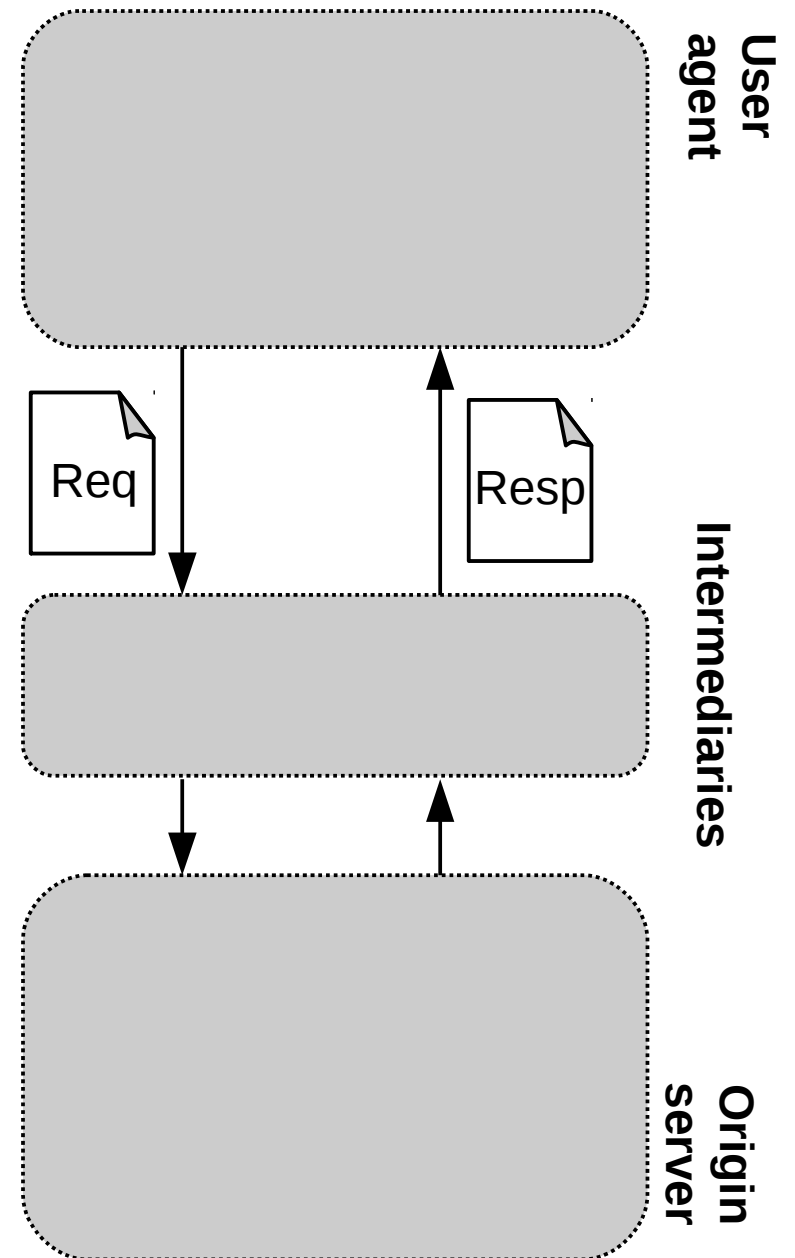 User
agent
Req
Resp
Intermediaries
Origin
server